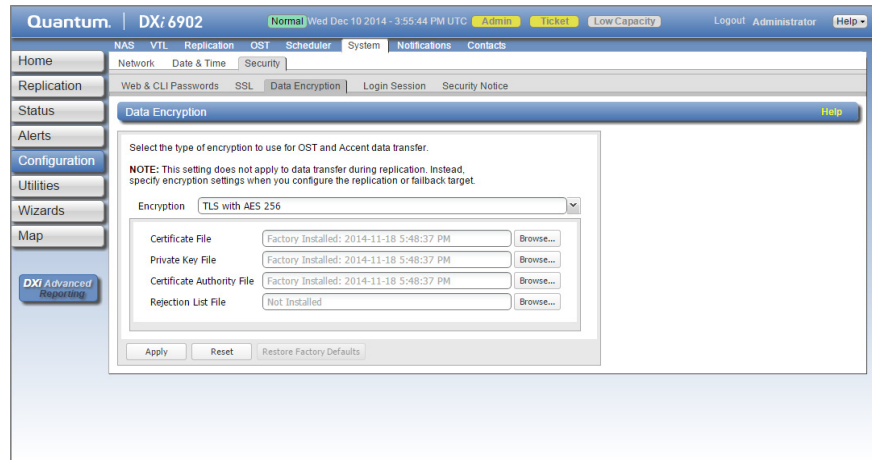 Quantum. DXi 6902 Normal Wed Dec 10 2014 - 3:55:44 PM UTC Admin Ticket Low Capacity Logout Administrator Help
NAS VTL Replication OST Scheduler System Notifications Contacts
Home
Network Date & Time Security
Replication
Web & CLI Passwords SSL Data Encryption Login Session Security Notice
Status
Data Encryption Help
Alerts
Configuration
Utilities
Wizards
Map
DXi Advanced
Reporting
Select the type of encryption to use for OST and Accent data transfer.
NOTE: This setting does not apply to data transfer during replication. Instead,
specify encryption settings when you configure the replication or failback target.
Encryption TLS with AES 256
Certificate File Factory Installed: 2014-11-18 5:48:37 PM Browse...
Private Key File Factory Installed: 2014-11-18 5:48:37 PM Browse...
Certificate Authority File Factory Installed: 2014-11-18 5:48:37 PM Browse...
Rejection List File Not Installed Browse...
Apply Reset Restore Factory Defaults